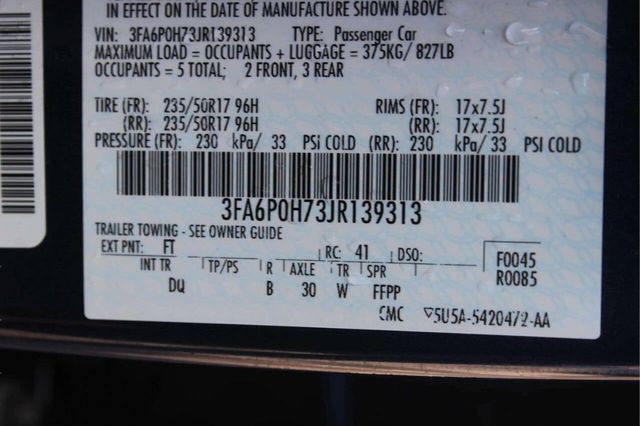 IN EFFECT ON THE DATE OF MANUFACTURE SHOWN ABOVE.
VIN: 3FA6P0H73JR139313 TYPE: Passenger Car
MAXIMUM LOAD = OCCUPANTS + LUGGAGE = 375KG/ 827LB
OCCUPANTS = 5 TOTAL; 2 FRONT, 3 REAR
TIRE (FR): 235/50R17 96H RIMS (FR): 17x7.5J
(RR): 235/50R17 96H (RR): 17x7.5J
PRESSURE (FR): 230 kPa/ 33 PSI COLD (RR): 230 kPa/ 33 PSI COLD
3FA6P0H73JR139313
TRAILER TOWING - SEE OWNER GUIDE
EXT PNT: FT RC: 41 DSO: F0045
INT TR TP/PS R AXLE TR SPR R0085
DQ B 30 W FFPP
CMC 5U5A-5420472-AA